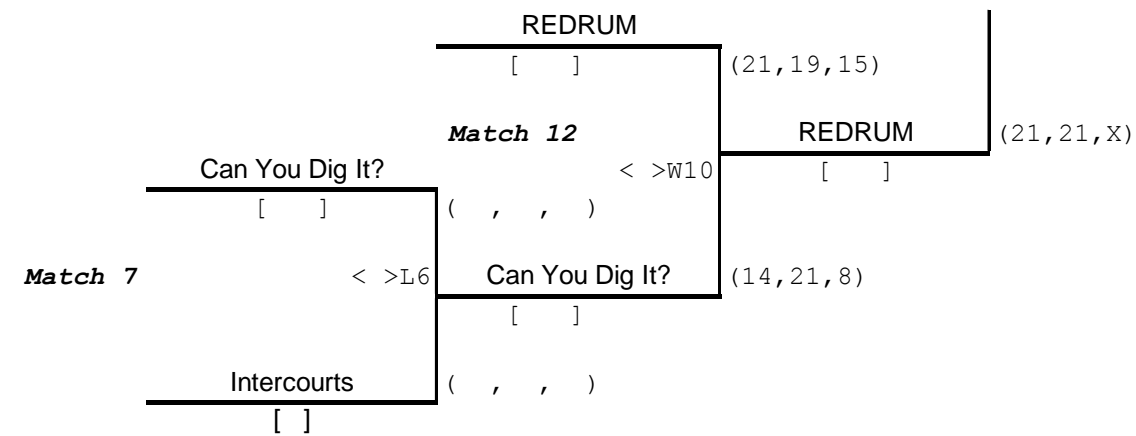 REDRUM
[ ] (21,19,15)
Match 12 REDRUM (21,21,X)
Can You Dig It? < >W10 [ ]
[ ] ( , , )
Match 7 < >L6 Can You Dig It? (14,21,8)
[ ]
Intercourts ( , , )
[ ]